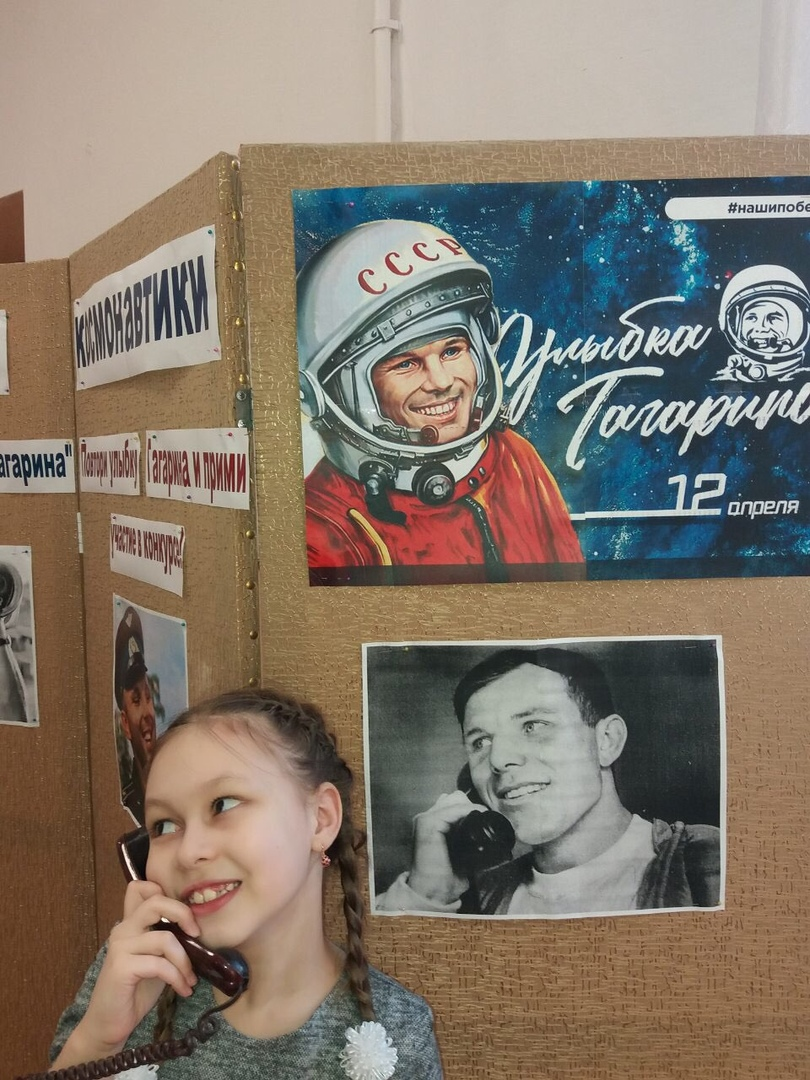 космонавтики
агарина"
Повтори улыбку
Гагарина и прими
участие в конкурсе!
#нашипобе
СССР
Улыбка
Гагарина
12 апреля